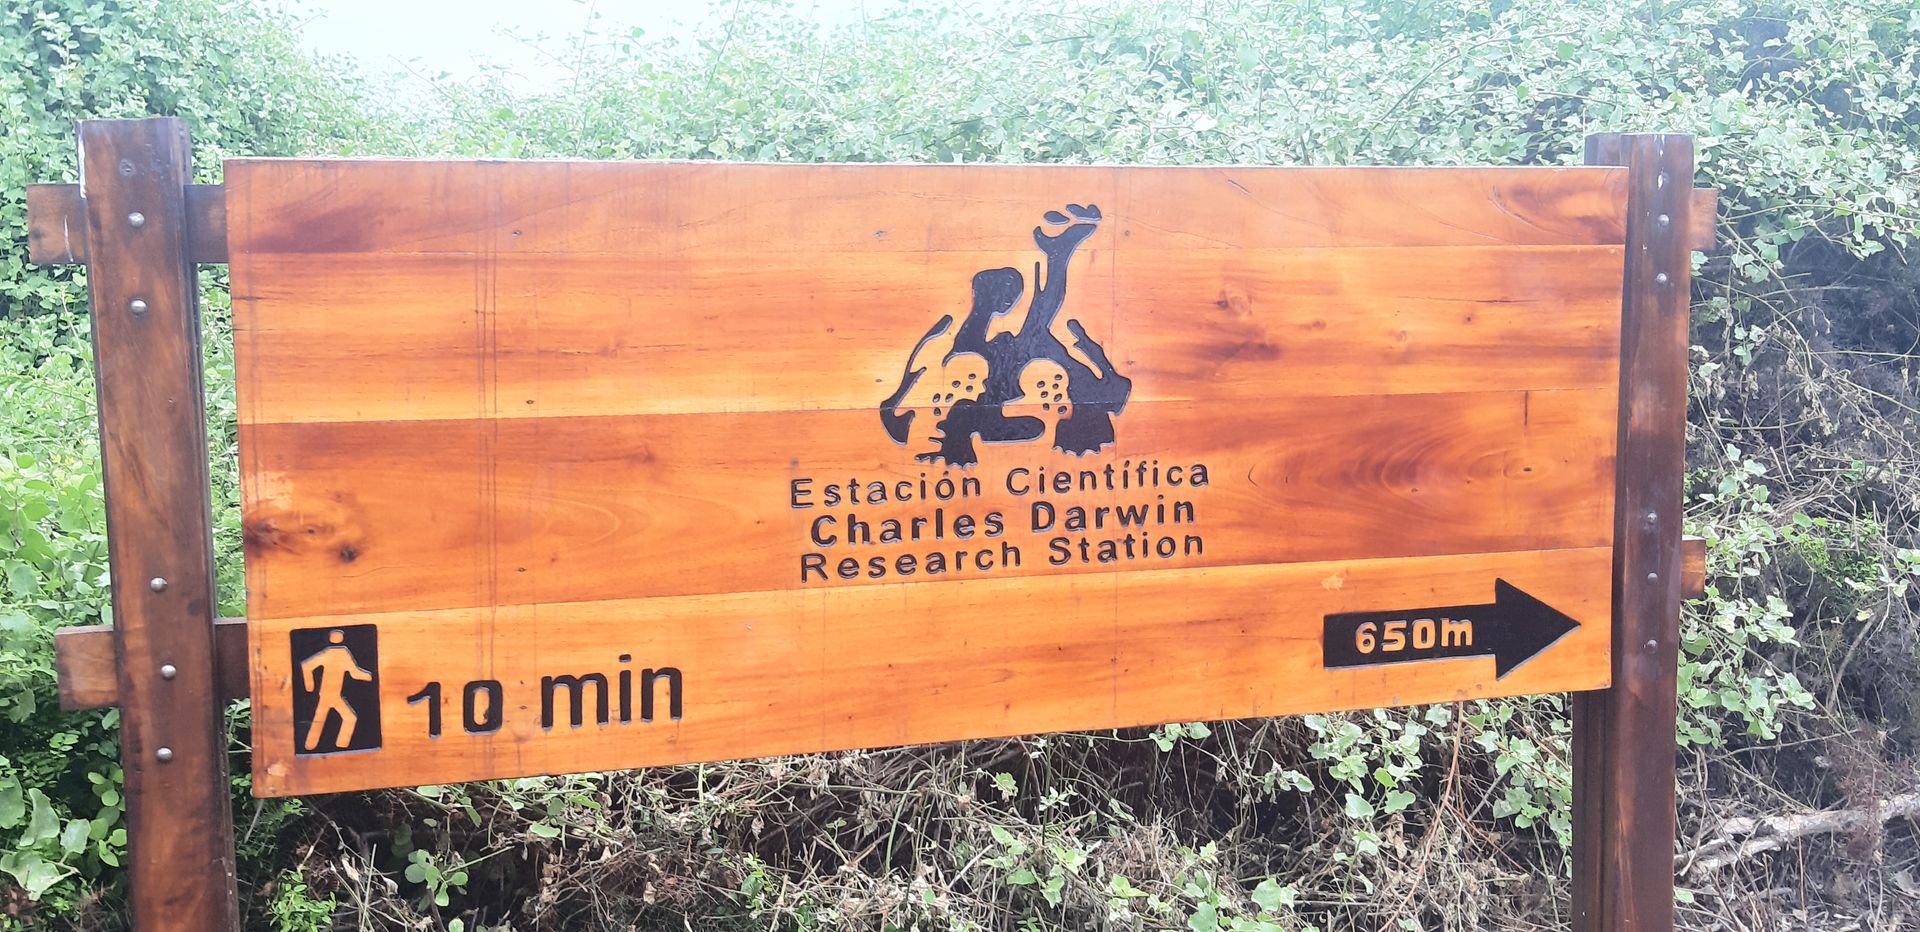 Estación Científica
Charles Darwin
Research Station
10 min
650m